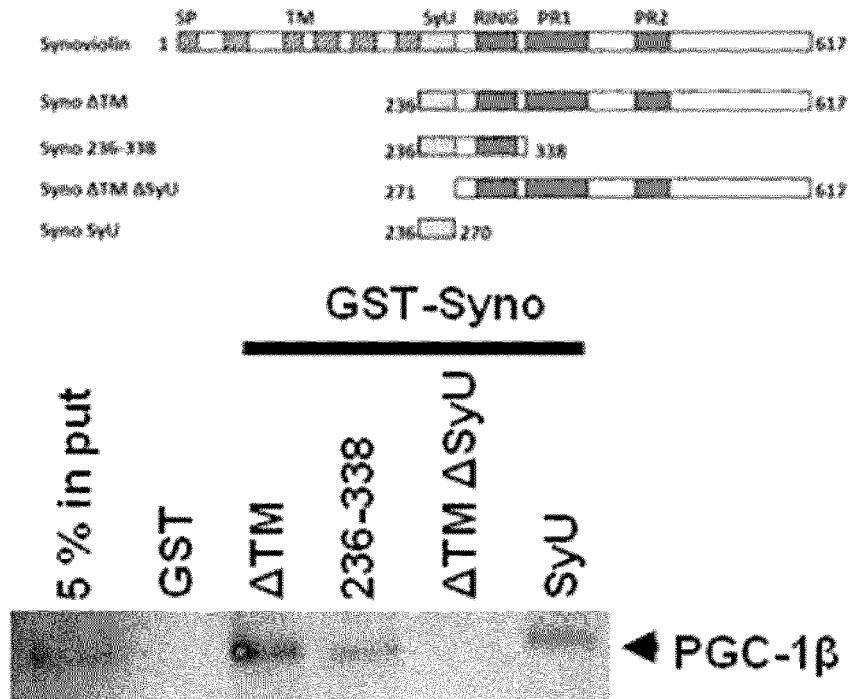 SP TM SyU RING PR1 PR2
Synoviolin 1 617
Syno ΔTM 236 617
Syno 236-338 236 338
Syno ΔTM ΔSyU 271 617
Syno SyU 236 270
GST-Syno
5 % in put
GST
ΔTM
236-338
ΔTM ΔSyU
SyU
PGC-1β